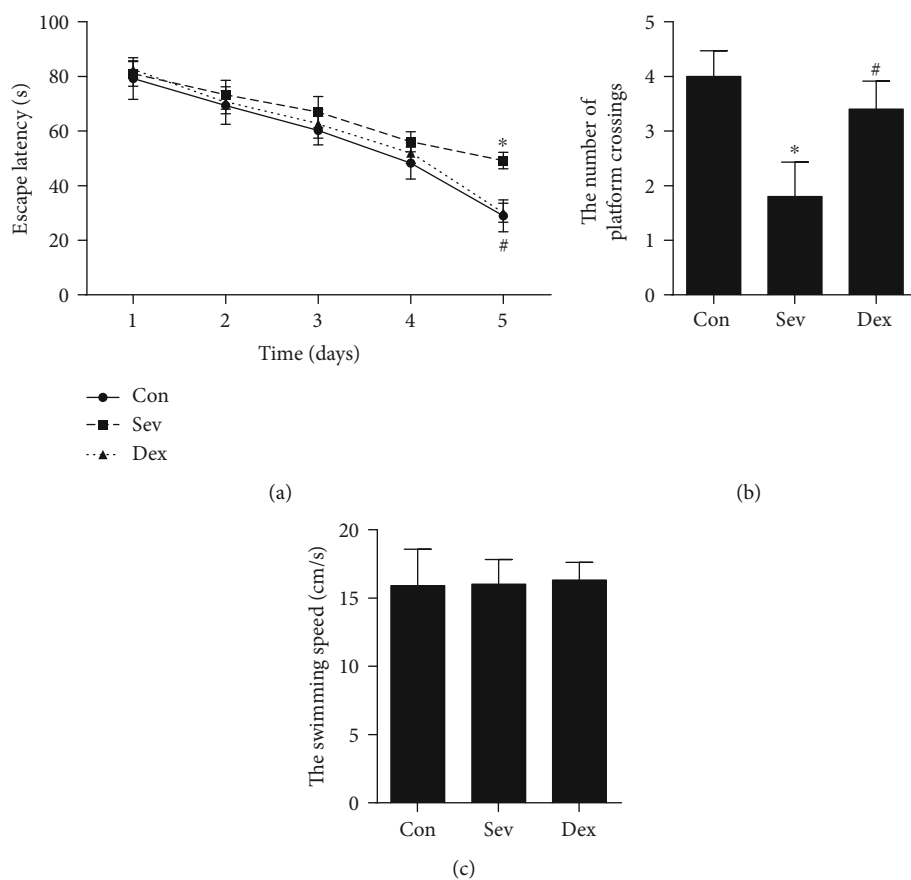 100
80
60
40
20
0
Escape latency (s)
*
#
1 2 3 4 5
Time (days)
Con
Sev
Dex
(a)
5
4
3
2
1
0
The number of
platform crossings
*
#
Con Sev Dex
(b)
20
15
10
5
0
The swimming speed (cm/s)
Con Sev Dex
(c)